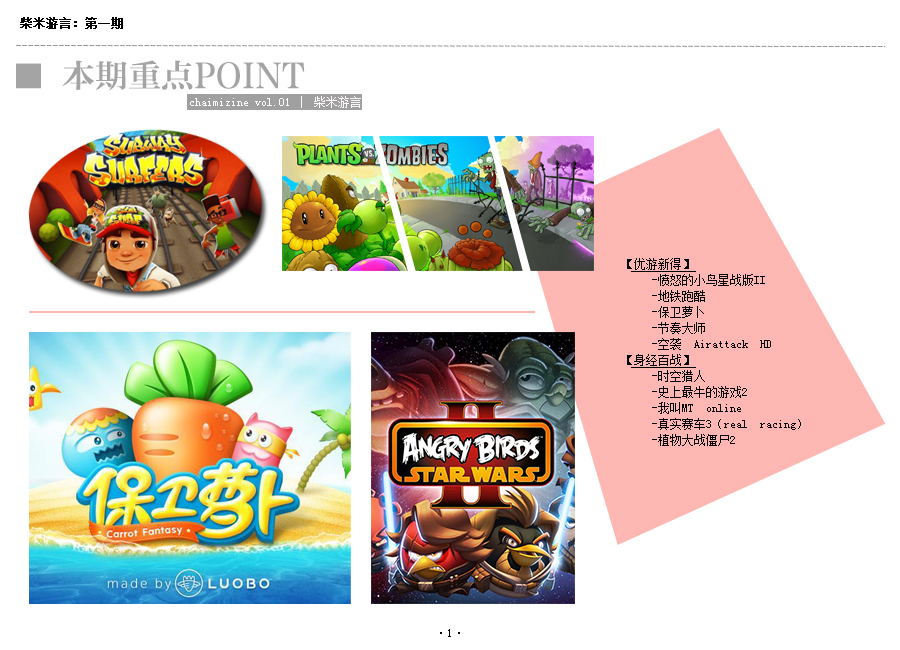 柴米游言：第一期
本期重点POINT
chaimizine vol.01 | 柴米游言
SUBWAY
SURFERS
PLANTS VS. ZOMBIES
【优游新得】
-愤怒的小鸟星战版II
-地铁跑酷
-保卫萝卜
-节奏大师
-空袭 Airattack HD
【身经百战】
-时空猎人
-史上最牛的游戏2
-我叫MT online
-真实赛车3（real racing）
-植物大战僵尸2
保卫萝卜
Carrot Fantasy
made by LUOBO
II
ANGRY BIRDS
STAR WARS
·1·